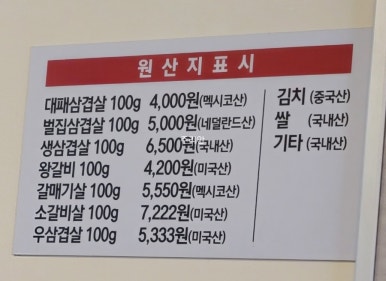 원산지표시
대패삼겹살 100g 4,000원(멕시코산)
벌집삼겹살 100g 5,000원(네덜란드산)
생삼겹살 100g 6,500원(국내산)
왕갈비 100g 4,200원(미국산)
갈매기살 100g 5,550원(멕시코산)
소갈비살 100g 7,222원(미국산)
우삼겹살 100g 5,333원(미국산)
김치 (중국산)
쌀 (국내산)
기타 (국내산)